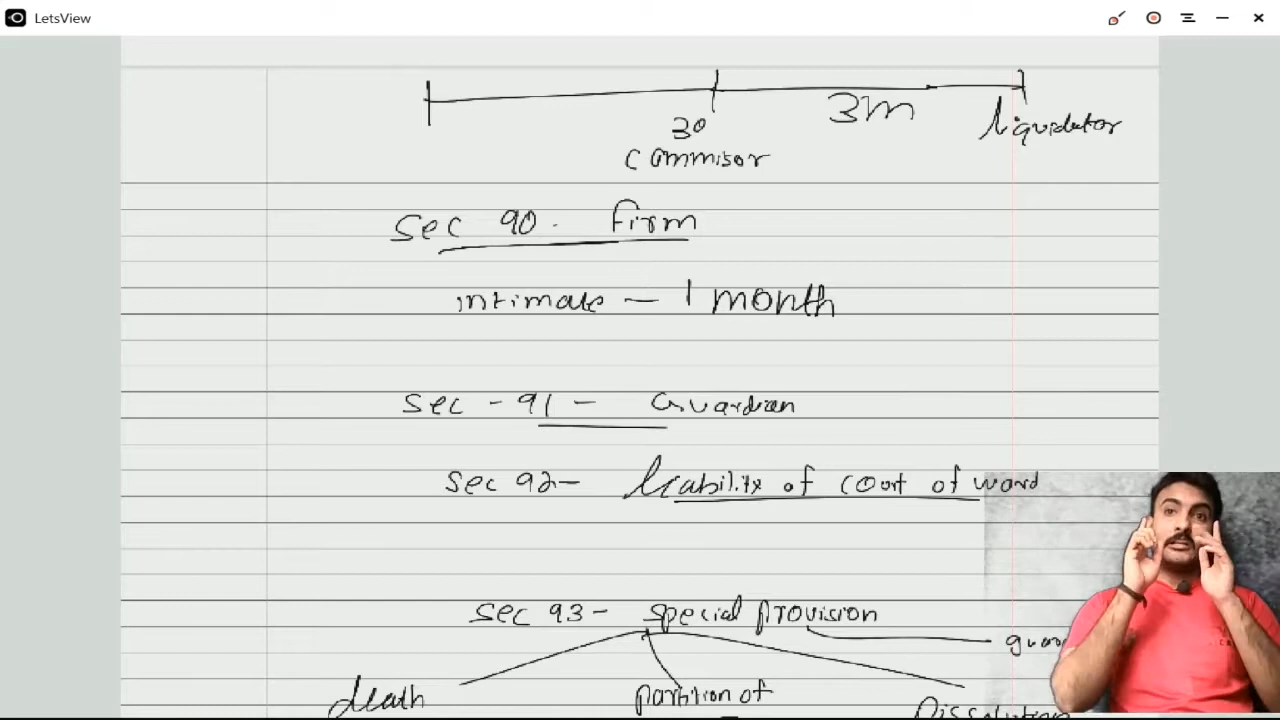 LetsView
30
3m
liquidator
Commisor
Sec 90. Firm
intimate — 1 month
Sec - 91 - Guardian
Sec 92- liability of court of ward
Sec 93- special provision
death
partition of
Dissolution